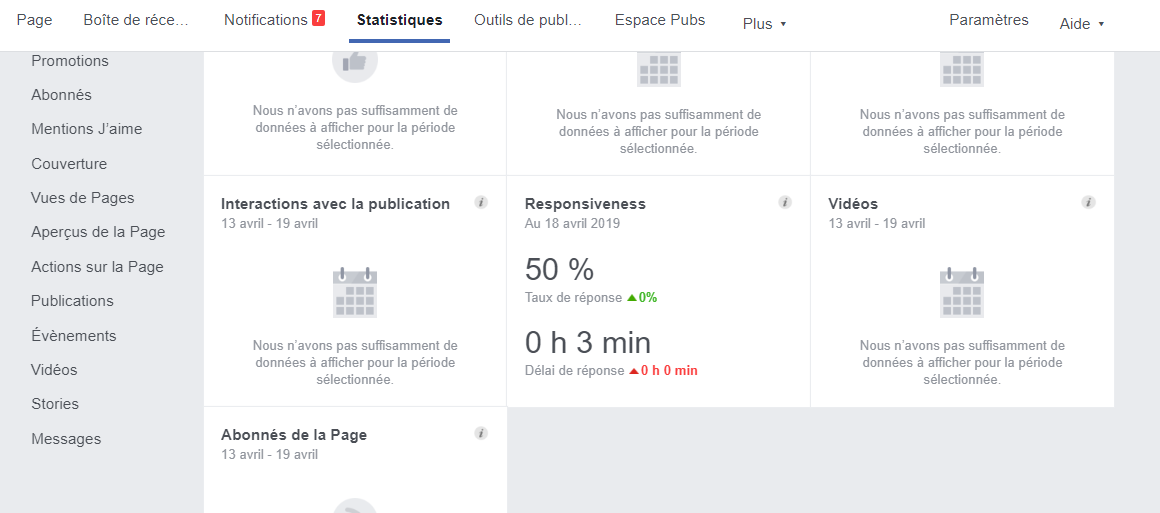 Page Boîte de réce... Notifications 7 Statistiques Outils de publ... Espace Pubs Plus Paramètres Aide
Promotions
Abonnés
Mentions J'aime
Couverture
Vues de Pages
Aperçus de la Page
Actions sur la Page
Publications
Évènements
Vidéos
Stories
Messages
Nous n'avons pas suffisamment de
données à afficher pour la période
sélectionnée.
Nous n'avons pas suffisamment de
données à afficher pour la période
sélectionnée.
Nous n'avons pas suffisamment de
données à afficher pour la période
sélectionnée.
Interactions avec la publication i
13 avril - 19 avril
Nous n'avons pas suffisamment de
données à afficher pour la période
sélectionnée.
Responsiveness i
Au 18 avril 2019
50 %
Taux de réponse 0%
0 h 3 min
Délai de réponse 0 h 0 min
Vidéos i
13 avril - 19 avril
Nous n'avons pas suffisamment de
données à afficher pour la période
sélectionnée.
Abonnés de la Page i
13 avril - 19 avril